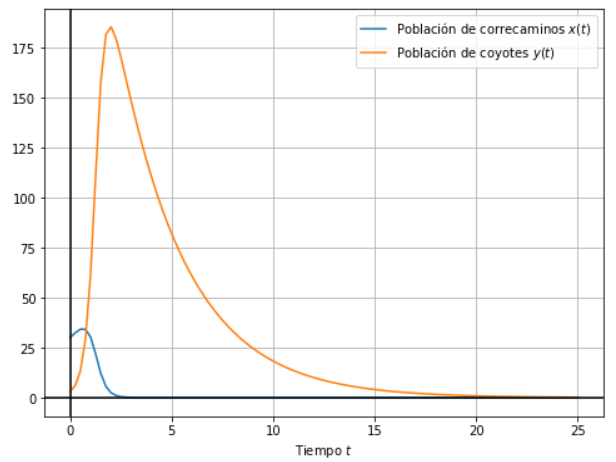 Población de correcaminos x(t)
Población de coyotes y(t)
175
150
125
100
75
50
25
0
0 5 10 15 20 25
Tiempo t